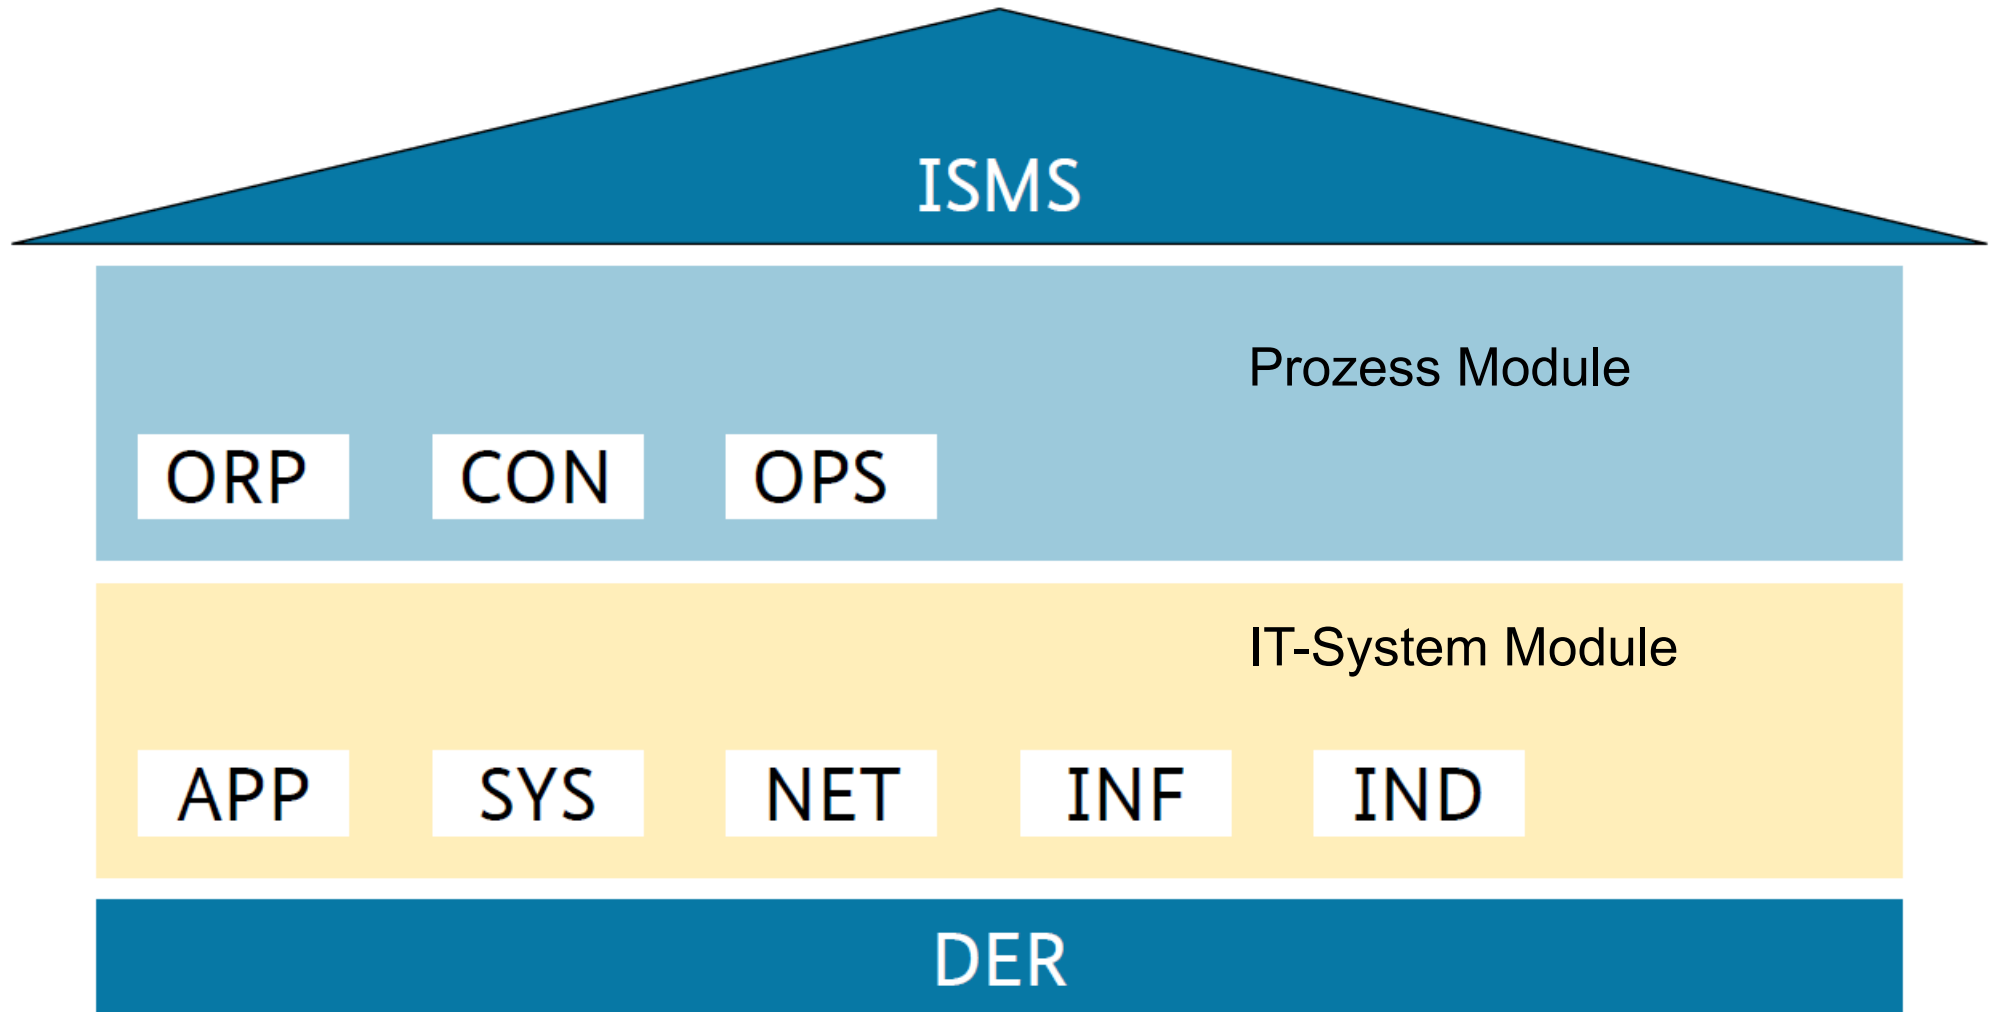 ISMS
Prozess Module
ORP CON OPS
IT-System Module
APP SYS NET INF IND
DER